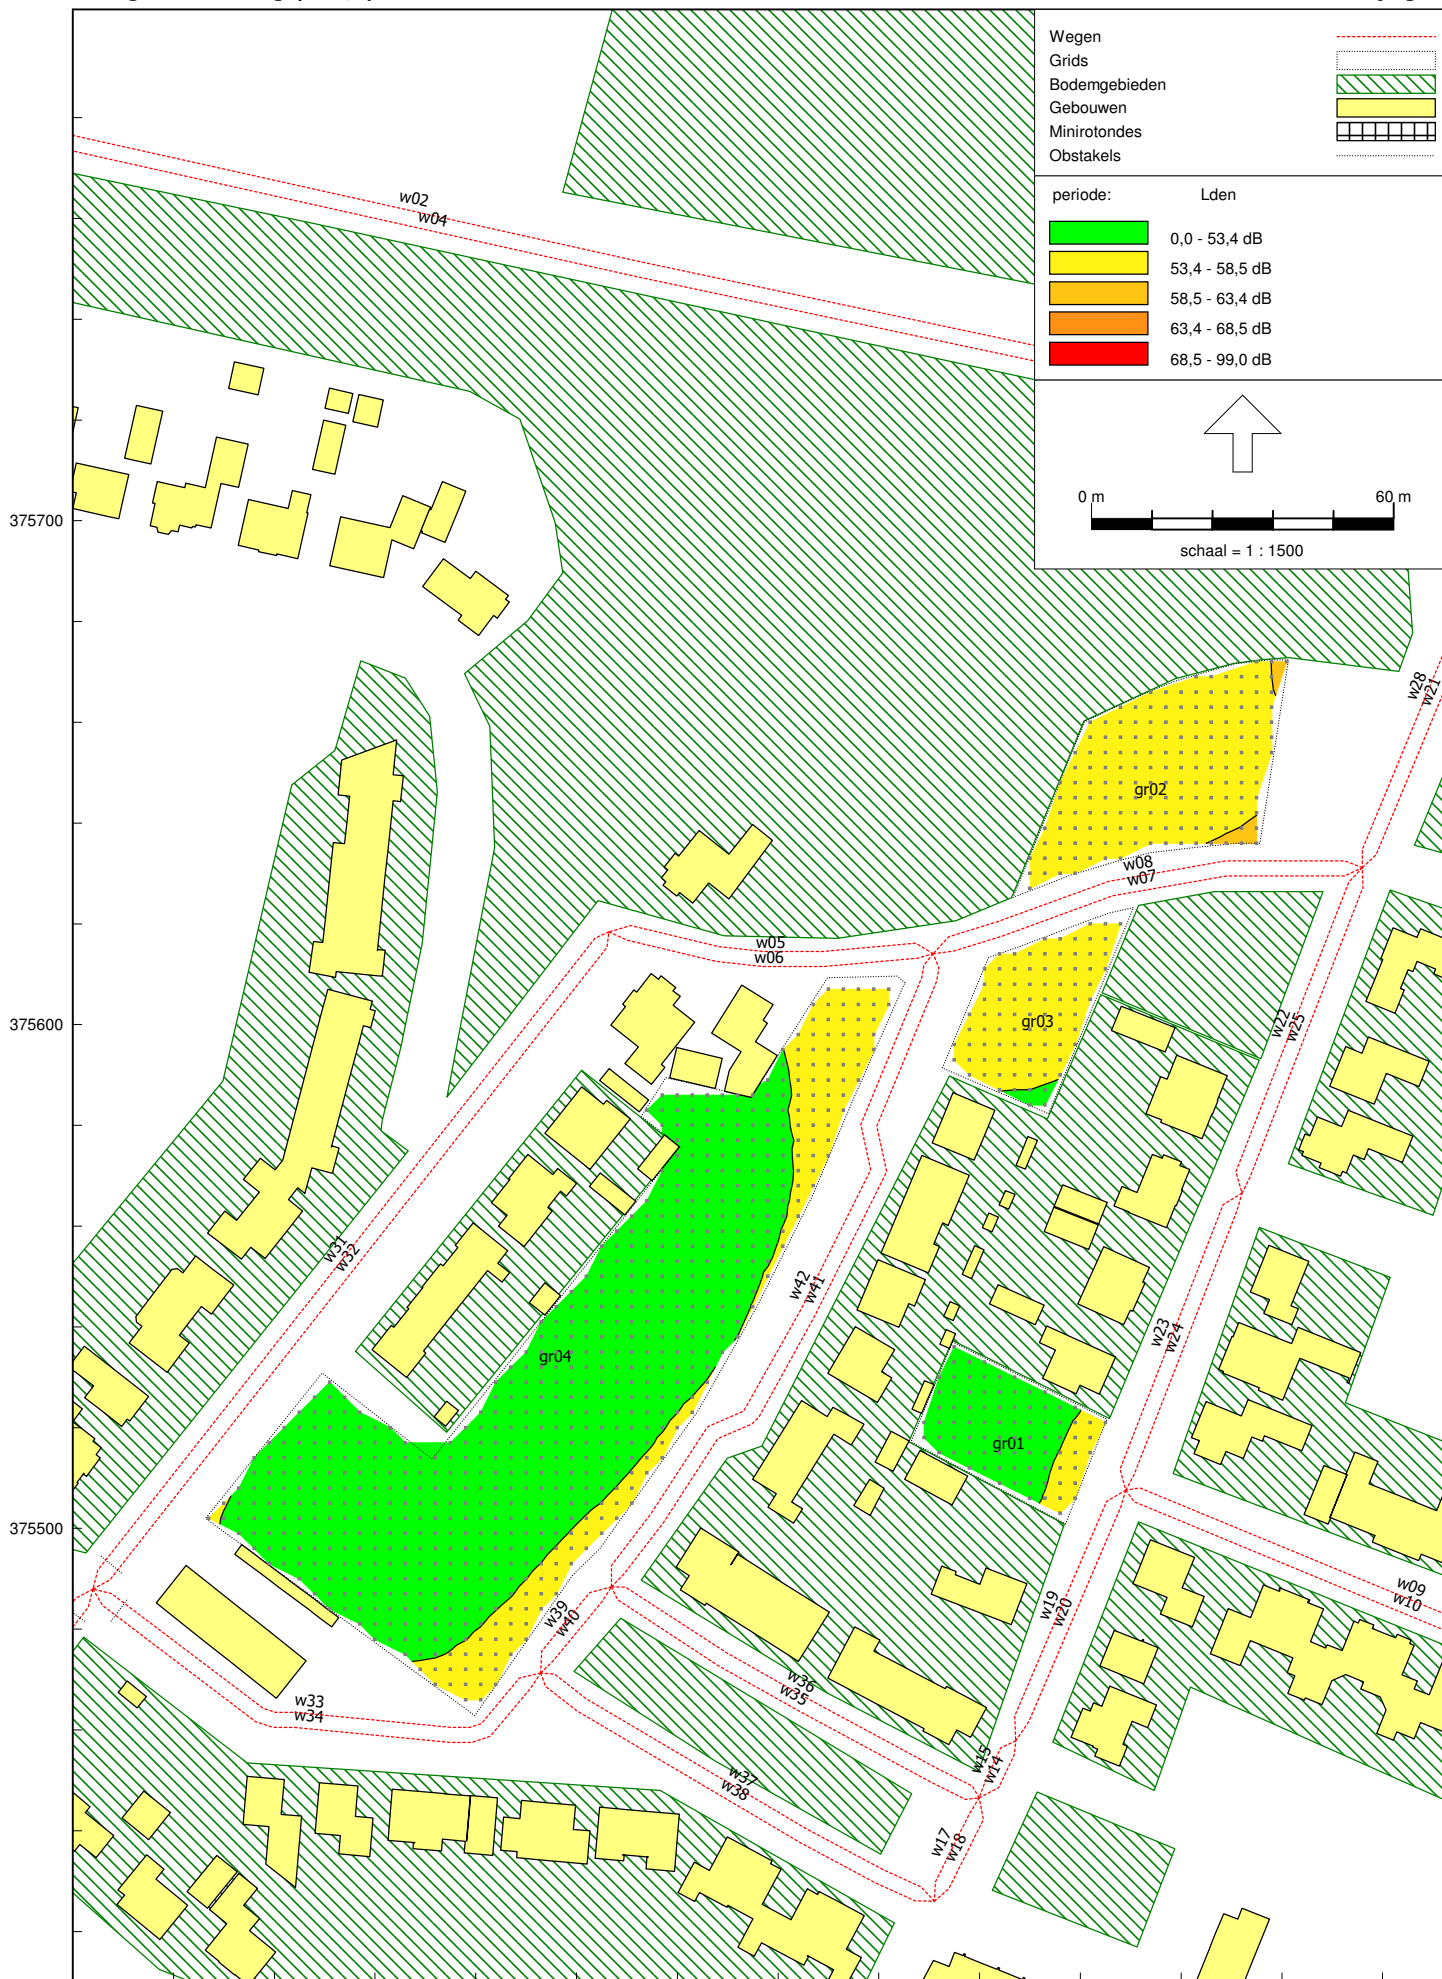 Wegen
Grids
Bodemgebieden
Gebouwen
Minirotondes
Obstakels
periode: Lden
0,0 - 53,4 dB
53,4 - 58,5 dB
58,5 - 63,4 dB
63,4 - 68,5 dB
68,5 - 99,0 dB
0 m 60 m
schaal = 1 : 1500
w02
w04
375700
w28
w21
gr02
w08
w07
w05
w06
375600
gr03
w22
w25
w31
w32
w42
w41
w23
w24
gr04
gr01
375500
w09
w10
w19
w20
w39
w40
w36
w35
w33
w34
w15
w14
w37
w38
w17
w18